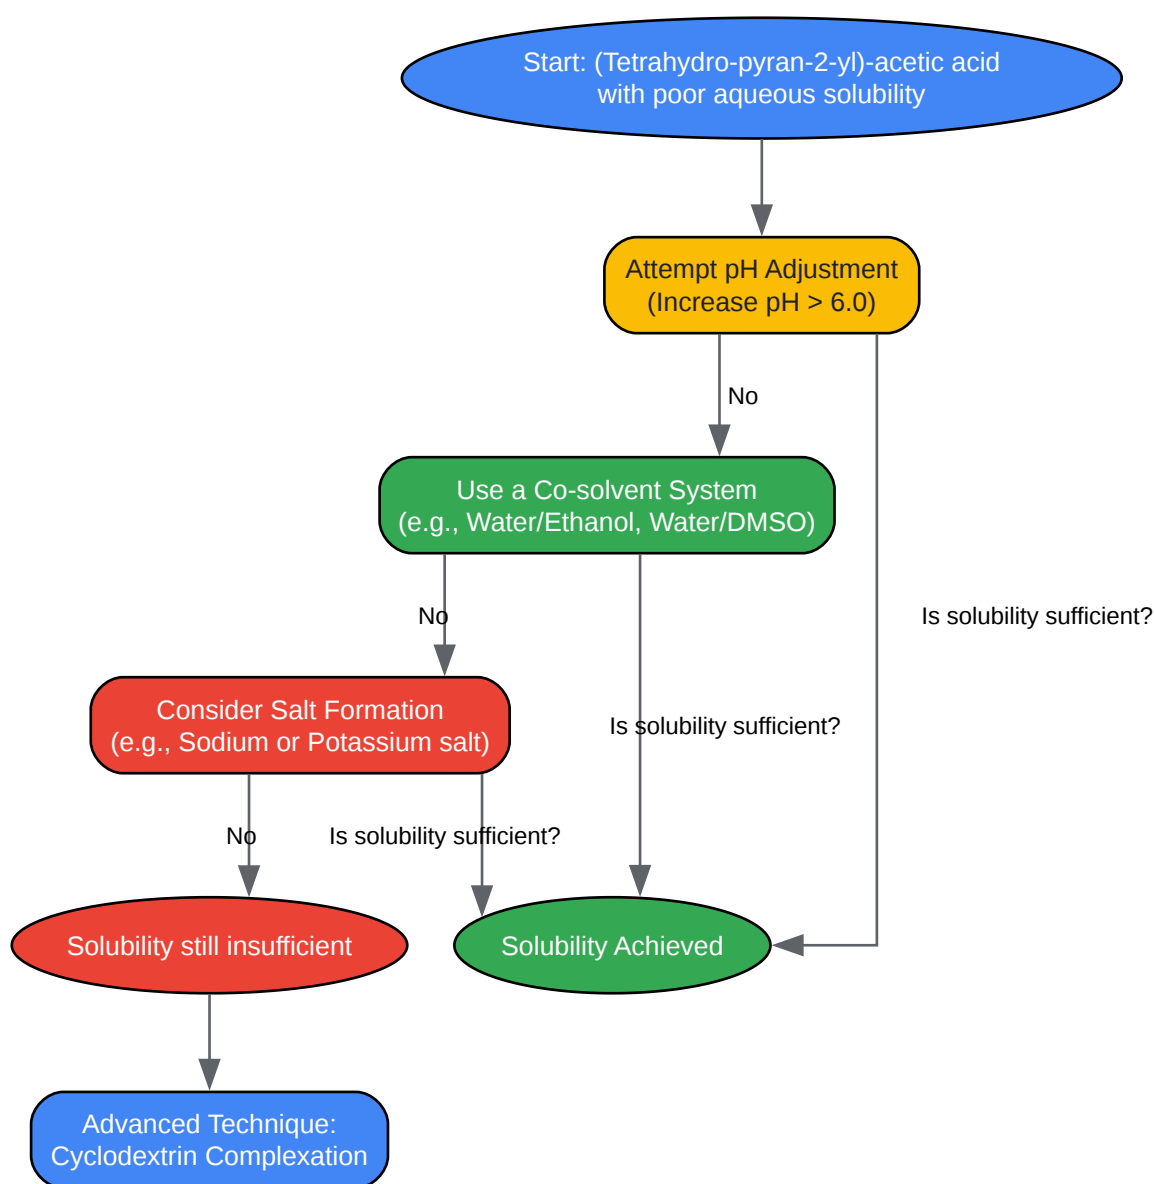 Start: (Tetrahydro-pyran-2-yl)-acetic acid
with poor aqueous solubility
Attempt pH Adjustment
(Increase pH > 6.0)
No
Use a Co-solvent System
(e.g., Water/Ethanol, Water/DMSO)
No
Is solubility sufficient?
Consider Salt Formation
(e.g., Sodium or Potassium salt)
Is solubility sufficient?
No
Is solubility sufficient?
Solubility still insufficient
Solubility Achieved
Advanced Technique:
Cyclodextrin Complexation